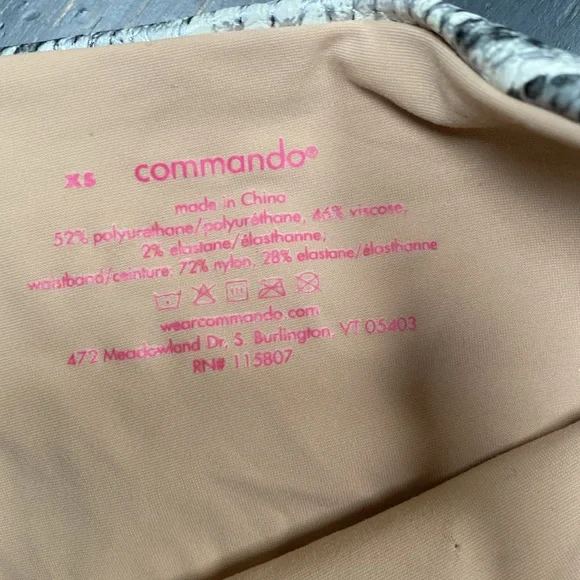 xs commando®
made in China
52% polyurethane/polyuréthane, 46% viscose,
2% elastane/élasthanne,
waistband/ceinture: 72% nylon, 28% elastane/élasthanne
wearcommando.com
472 Meadowland Dr, S. Burlington, VT 05403
RN# 115807